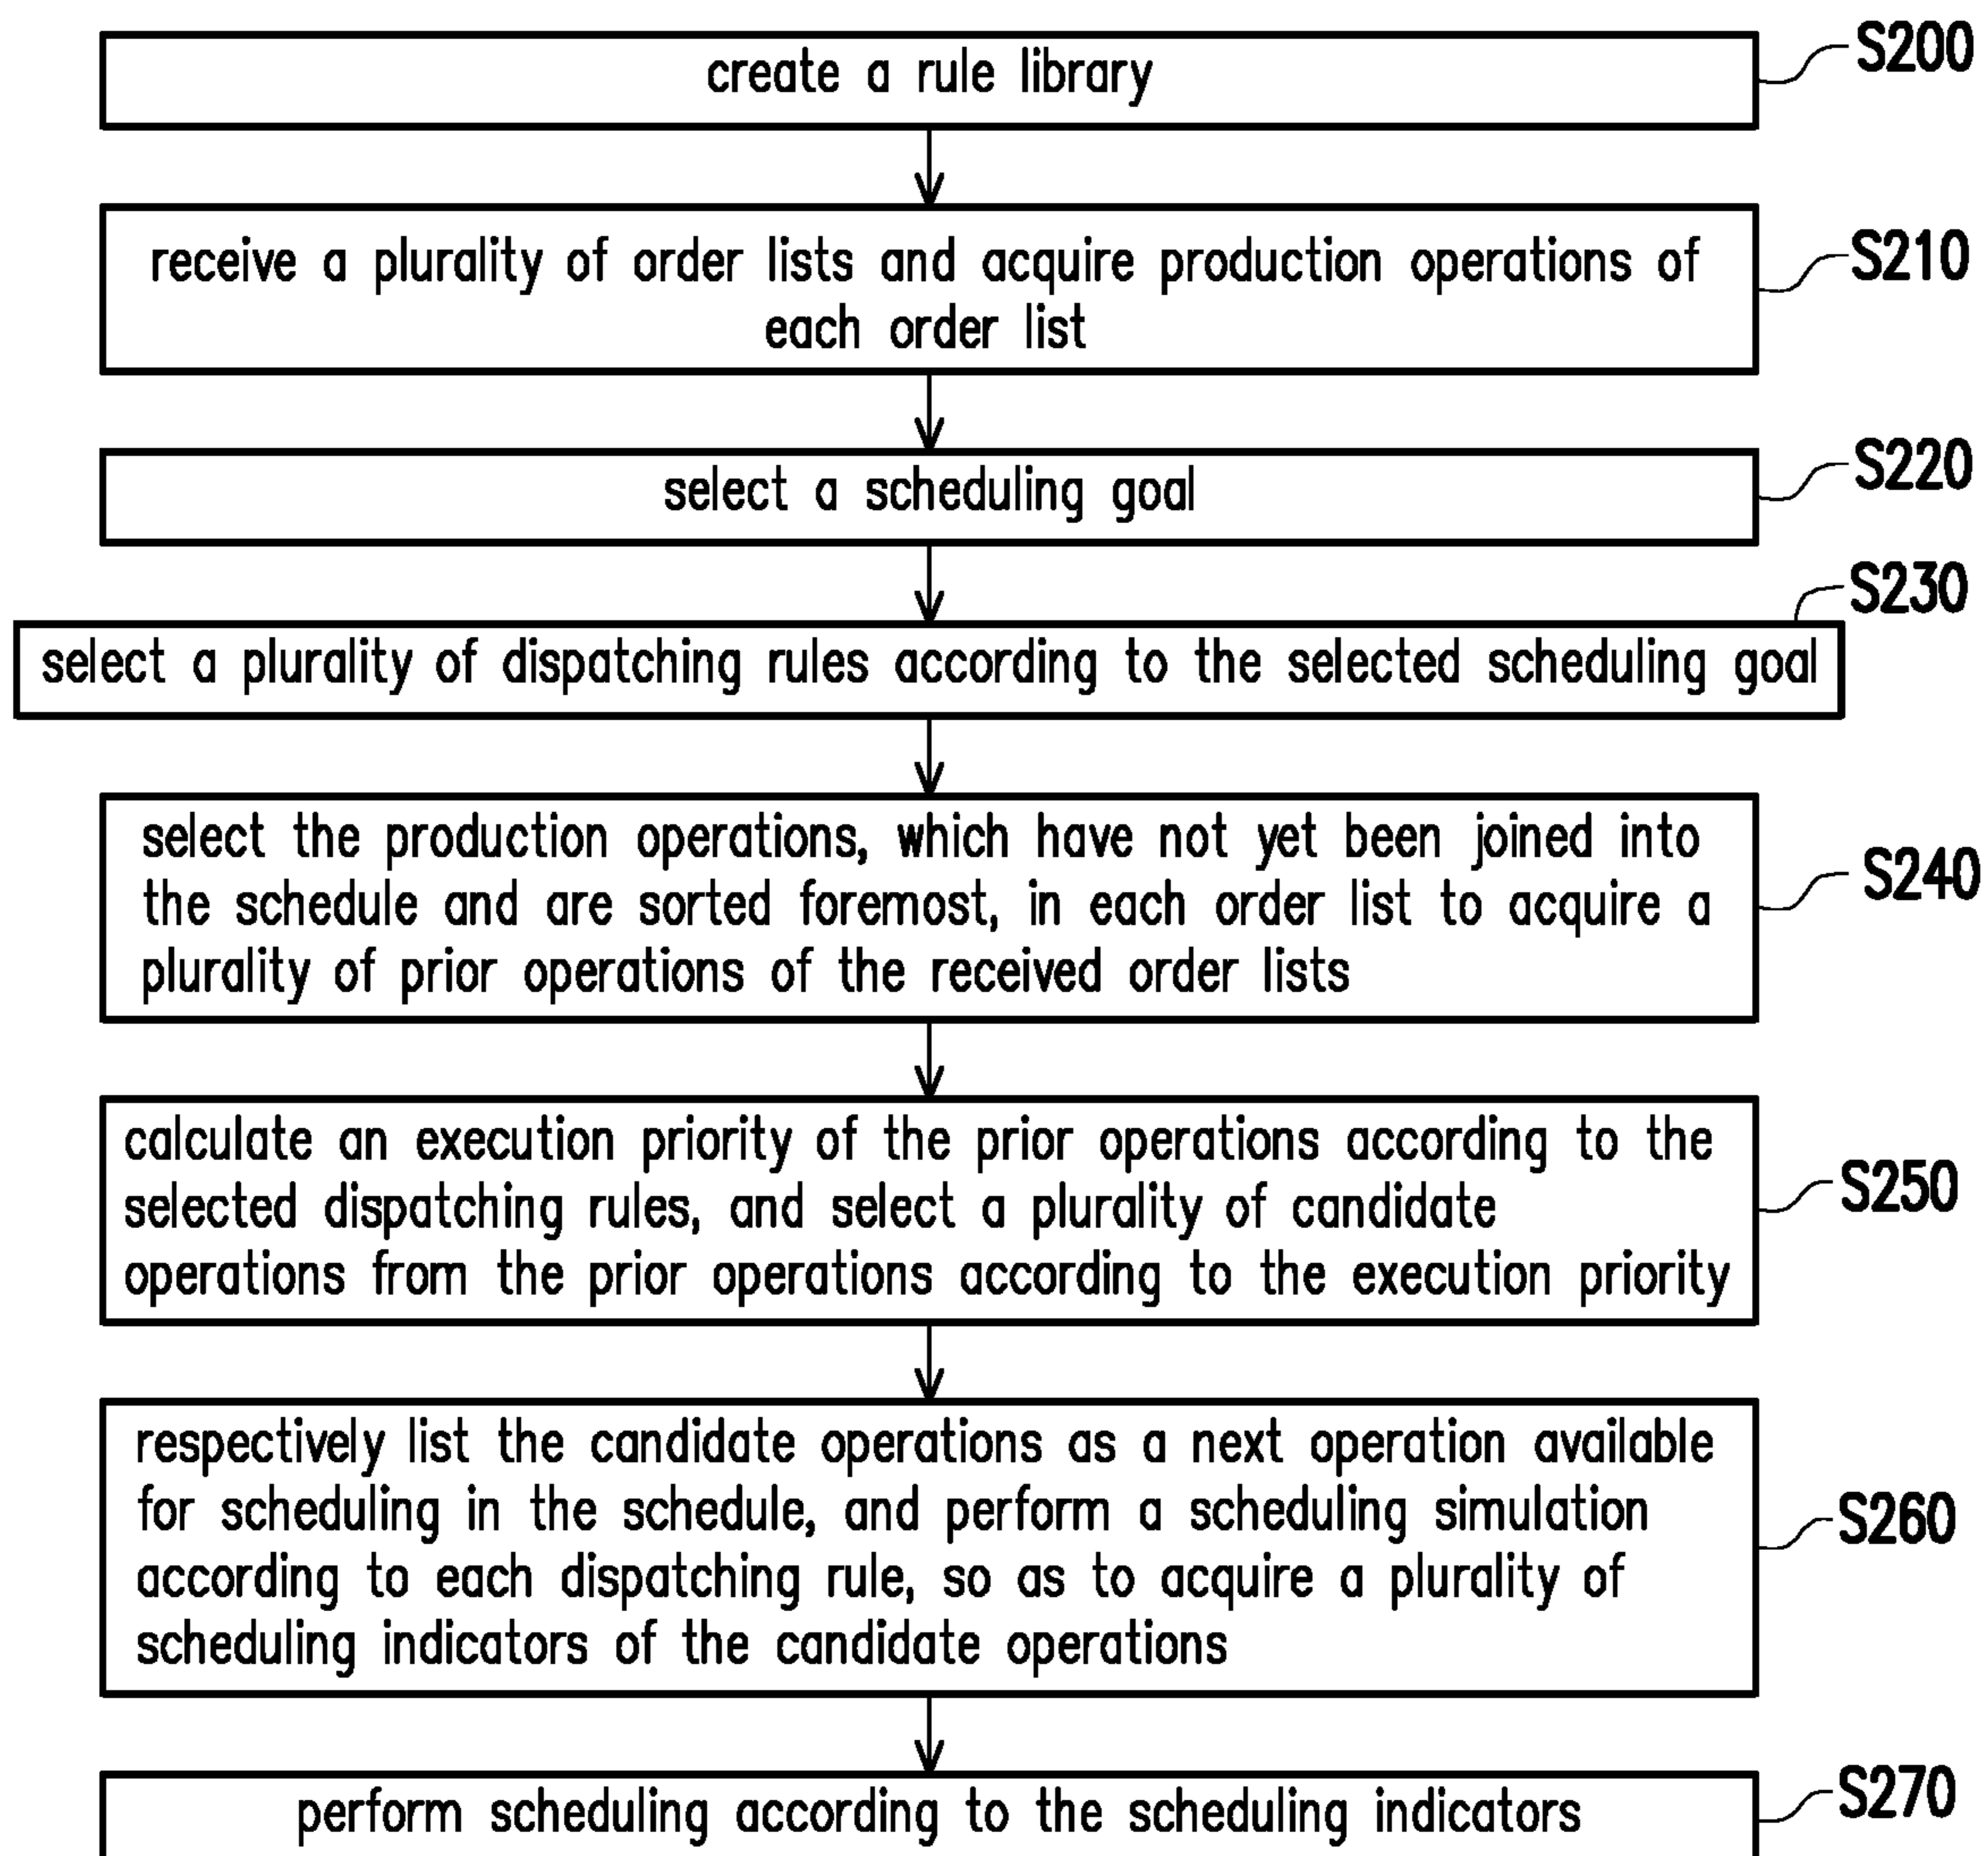 create a rule library
S200
receive a plurality of order lists and acquire production operations of
each order list
S210
select a scheduling goal
S220
S230
select a plurality of dispatching rules according to the selected scheduling goal
select the production operations, which have not yet been joined into
the schedule and are sorted foremost, in each order list to acquire a
plurality of prior operations of the received order lists
S240
calculate an execution priority of the prior operations according to the
selected dispatching rules, and select a plurality of candidate
operations from the prior operations according to the execution priority
S250
respectively list the candidate operations as a next operation available
for scheduling in the schedule, and perform a scheduling simulation
according to each dispatching rule, so as to acquire a plurality of
scheduling indicators of the candidate operations
S260
perform scheduling according to the scheduling indicators
S270